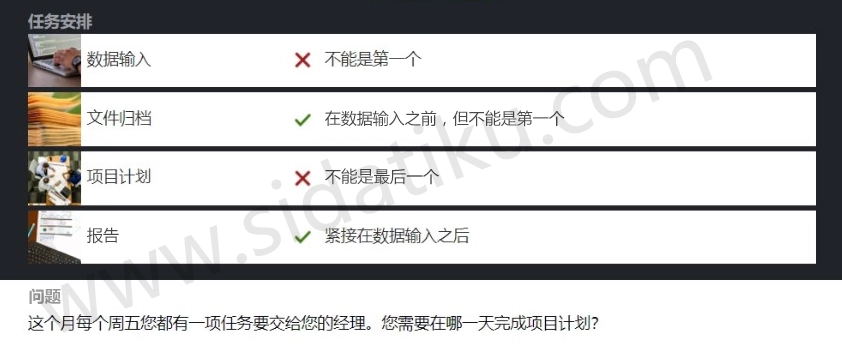 任务安排
数据输入 不能是第一个
文件归档 在数据输入之前，但不能是第一个
项目计划 不能是最后一个
报告 紧接在数据输入之后
www.sidatiku.com
问题
这个月每个周五您都有一项任务要交给您的经理。您需要在哪一天完成项目计划?